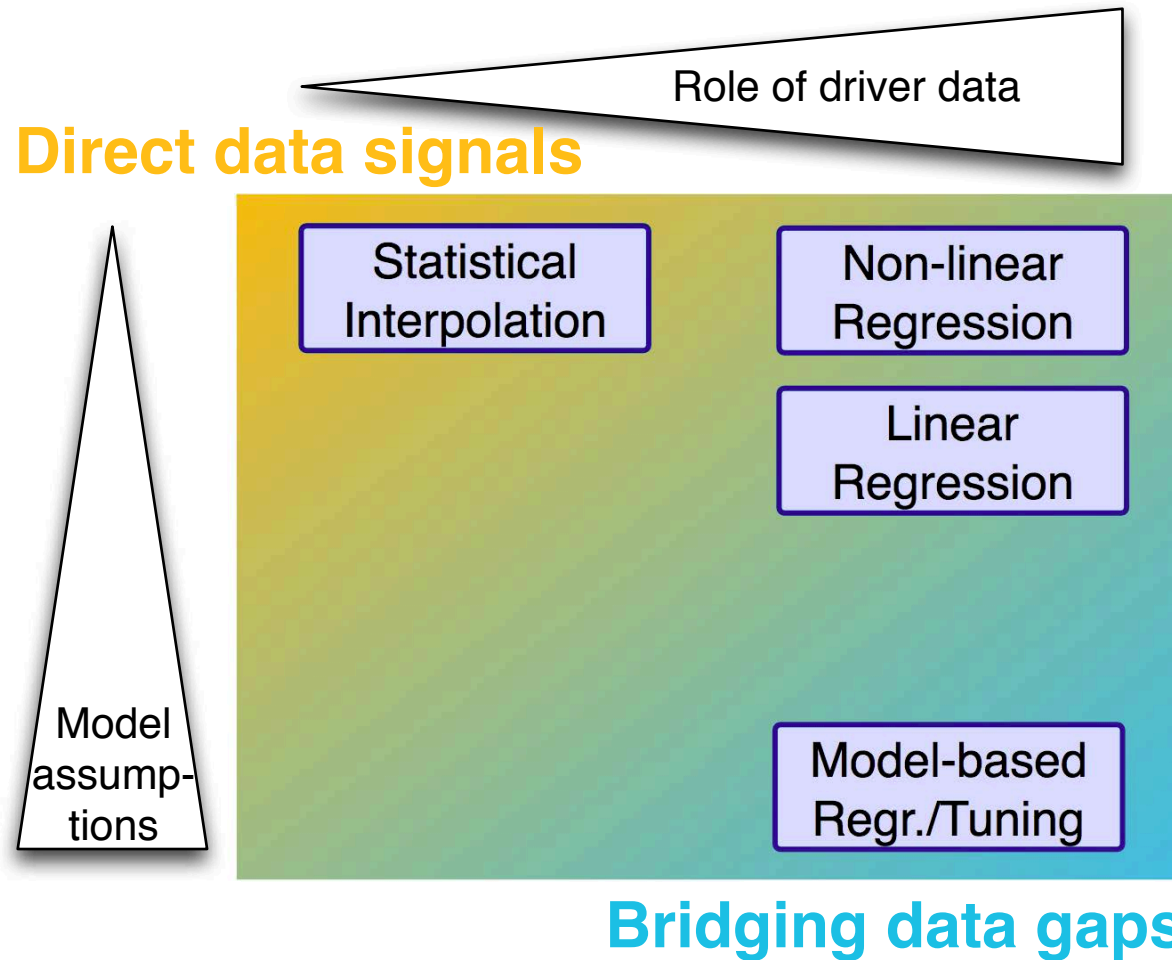 Role of driver data
Direct data signals
Statistical
Interpolation
Non-linear
Regression
Linear
Regression
Model
assump-
tions
Model-based
Regr./Tuning
Bridging data gaps